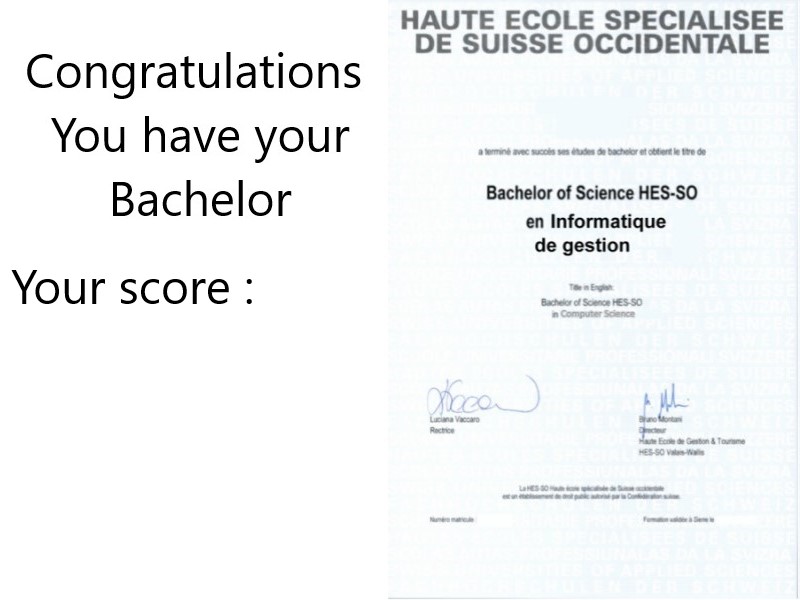 Congratulations
You have your
Bachelor
Your score :
HAUTE ECOLE SPECIALISEE
DE SUISSE OCCIDENTALE
a terminé avec succès ses études de bachelor et obtient le titre de
Bachelor of Science HES-SO
en Informatique
de gestion
Title in English
Bachelor of Science HES-SO
in Computer Science
Luciana Vaccaro
Rectrice
Bruno Montani
Directeur
Haute Ecole de Gestion & Tourisme
HES-SO Valais-Wallis
La HES-SO Haute école spécialisée de Suisse occidentale
est un établissement de droit public autorisé par la Confédération suisse.
Numéro matricule
Formation validée à Sierre le